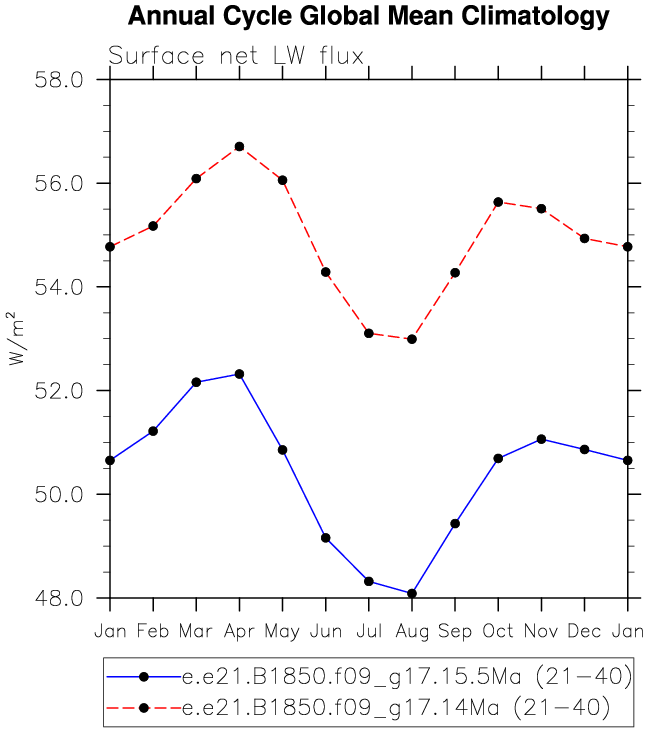 Annual Cycle Global Mean Climatology
Surface net LW flux
58.0
56.0
54.0
52.0
50.0
48.0
W/m²
Jan Feb Mar Apr May Jun Jul Aug Sep Oct Nov Dec Jan
e.e21.B1850.f09_g17.15.5Ma (21-40)
e.e21.B1850.f09_g17.14Ma (21-40)